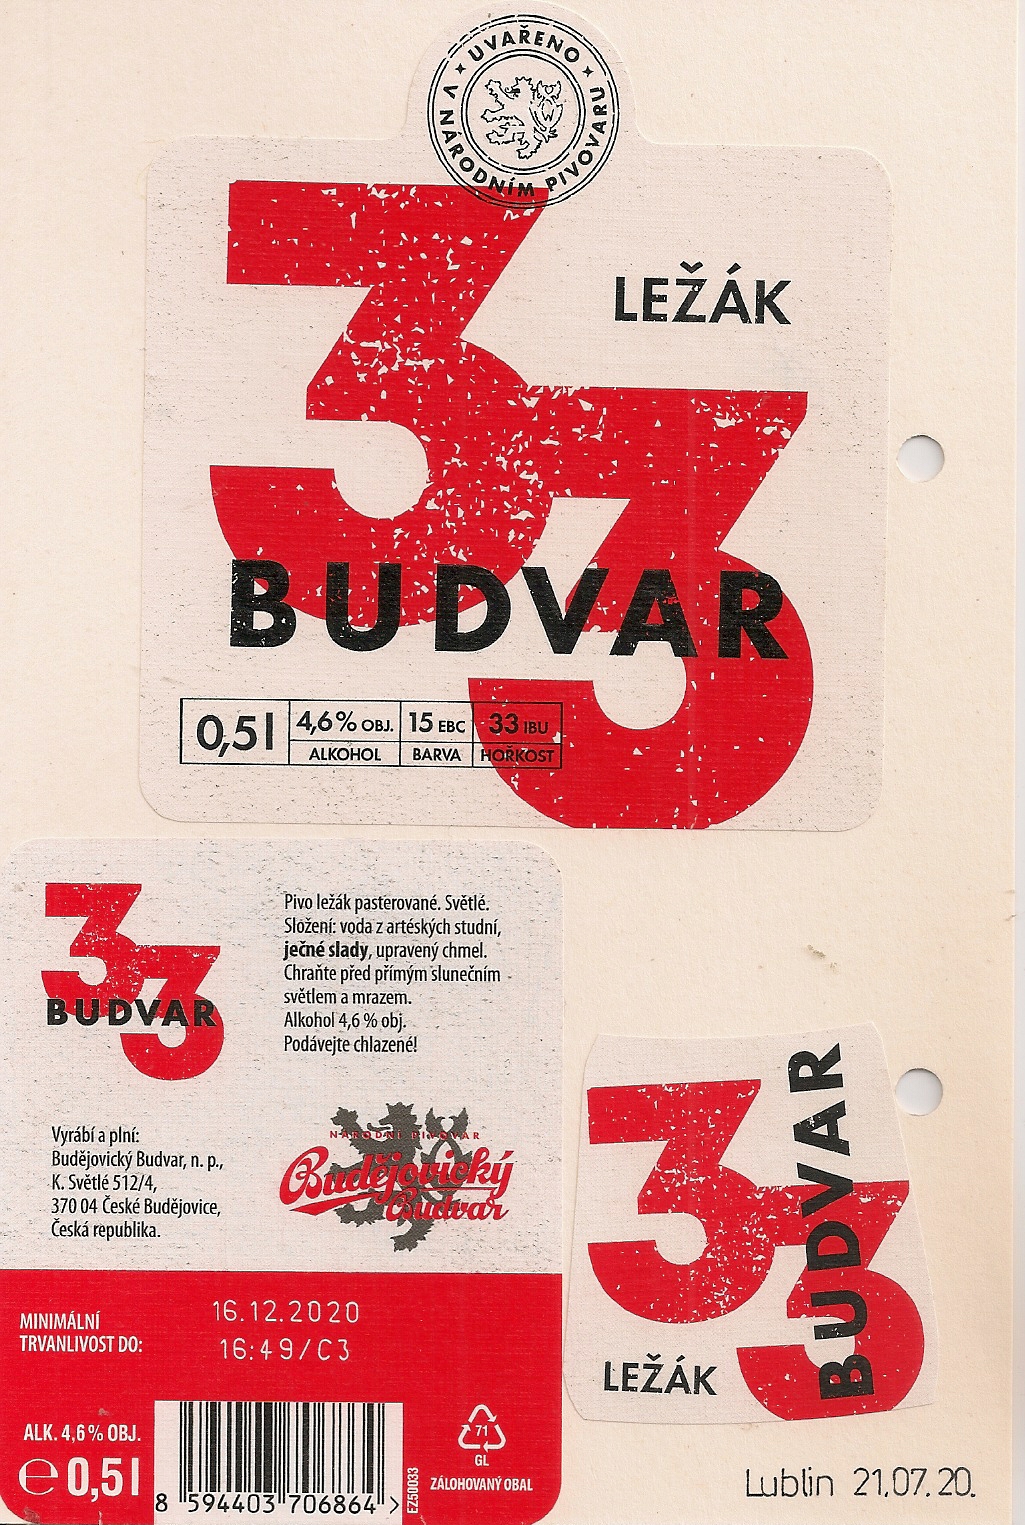 UVAŘENO
V NÁRODNÍM PIVOVARU
33
LEŽÁK
BUDVAR
0,5l
4,6% OBJ.
ALKOHOL
15 EBC
BARVA
33 IBU
HOŘKOST
33
BUDVAR
Pivo ležák pasterované. Světlé.
Složení: voda z artéských studní,
ječné slady, upravený chmel.
Chraňte před přímým slunečním
světlem a mrazem.
Alkohol 4,6 % obj.
Podávejte chlazené!
Vyrábí a plní:
Budějovický Budvar, n. p.,
K. Světlé 512/4,
370 04 České Budějovice,
Česká republika.
NÁRODNÍ PIVOVAR
Budějovický
Budvar
MINIMÁLNÍ
TRVANLIVOST DO:
16.12.2020
16:49/C3
ALK. 4,6% OBJ.
e 0,5l
8 594403 706864 >
EZ50033
71
GL
ZÁLOHOVANÝ OBAL
33
BUDVAR
LEŽÁK
Lublin 21.07.20.